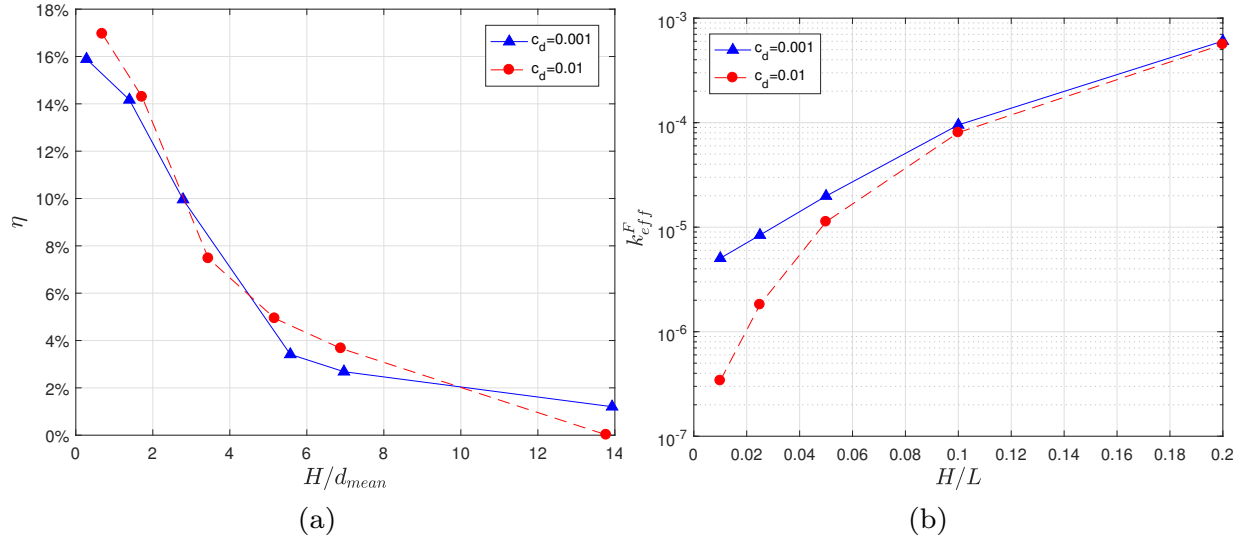 18%
16%
14%
12%
10%
8%
6%
4%
2%
0%
η
0 2 4 6 8 10 12 14
H/d_mean
c_d=0.001
c_d=0.01
(a)
10^-3
10^-4
10^-5
10^-6
10^-7
k^F_eff
0 0.02 0.04 0.06 0.08 0.1 0.12 0.14 0.16 0.18 0.2
H/L
c_d=0.001
c_d=0.01
(b)